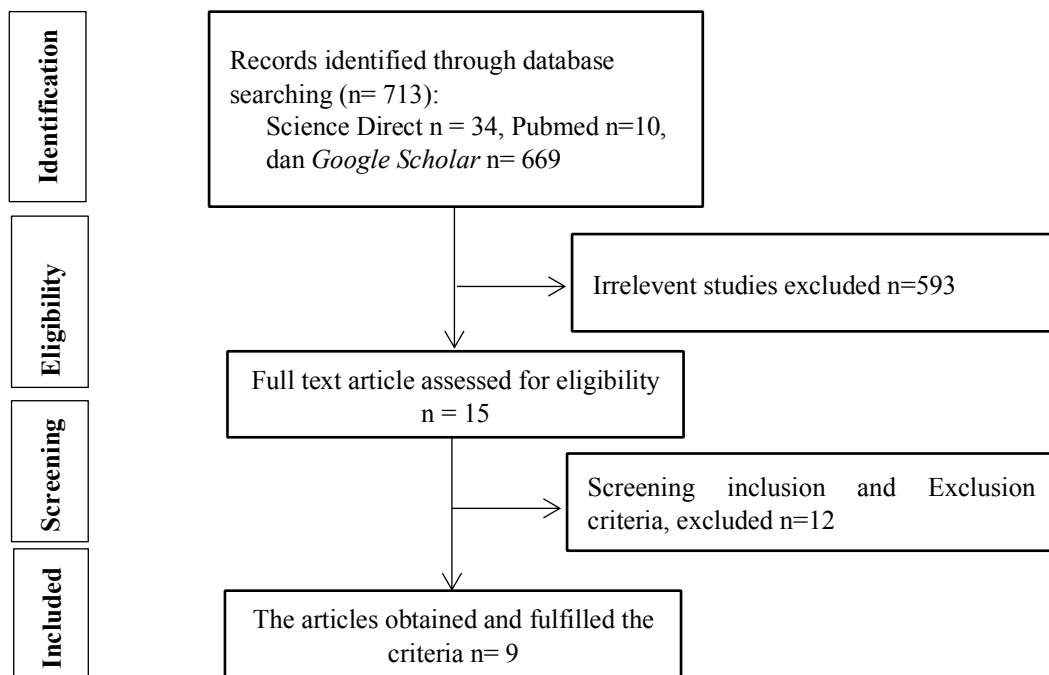 Identification
Records identified through database
searching (n= 713):
Science Direct n = 34, Pubmed n=10,
dan Google Scholar n= 669
Eligibility
Irrelevent studies excluded n=593
Full text article assessed for eligibility
n = 15
Screening
Screening inclusion and Exclusion
criteria, excluded n=12
Included
The articles obtained and fulfilled the
criteria n= 9